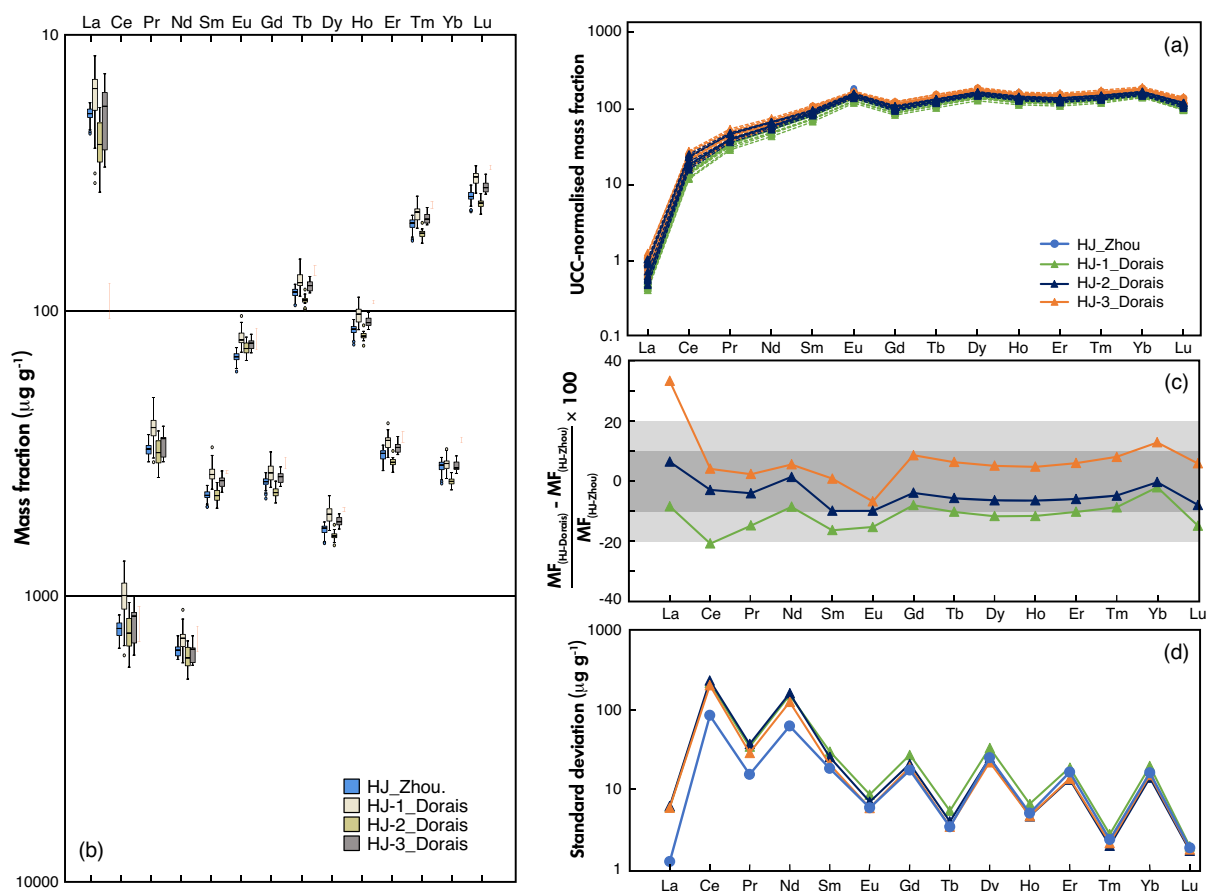 La Ce Pr Nd Sm Eu Gd Tb Dy Ho Er Tm Yb Lu
10
100
1000
10000
Mass fraction (µg g⁻¹)
HJ_Zhou.
HJ-1_Dorais
HJ-2_Dorais
HJ-3_Dorais
(b)
1000
100
10
1
0.1
UCC-normalised mass fraction
(a)
HJ_Zhou
HJ-1_Dorais
HJ-2_Dorais
HJ-3_Dorais
La Ce Pr Nd Sm Eu Gd Tb Dy Ho Er Tm Yb Lu
40
20
0
-20
-40
MF(HJ-Dorais) - MF(HJ-Zhou)
MF(HJ-Zhou)
× 100
(c)
La Ce Pr Nd Sm Eu Gd Tb Dy Ho Er Tm Yb Lu
1000
100
10
1
Standard deviation (µg g⁻¹)
(d)
La Ce Pr Nd Sm Eu Gd Tb Dy Ho Er Tm Yb Lu